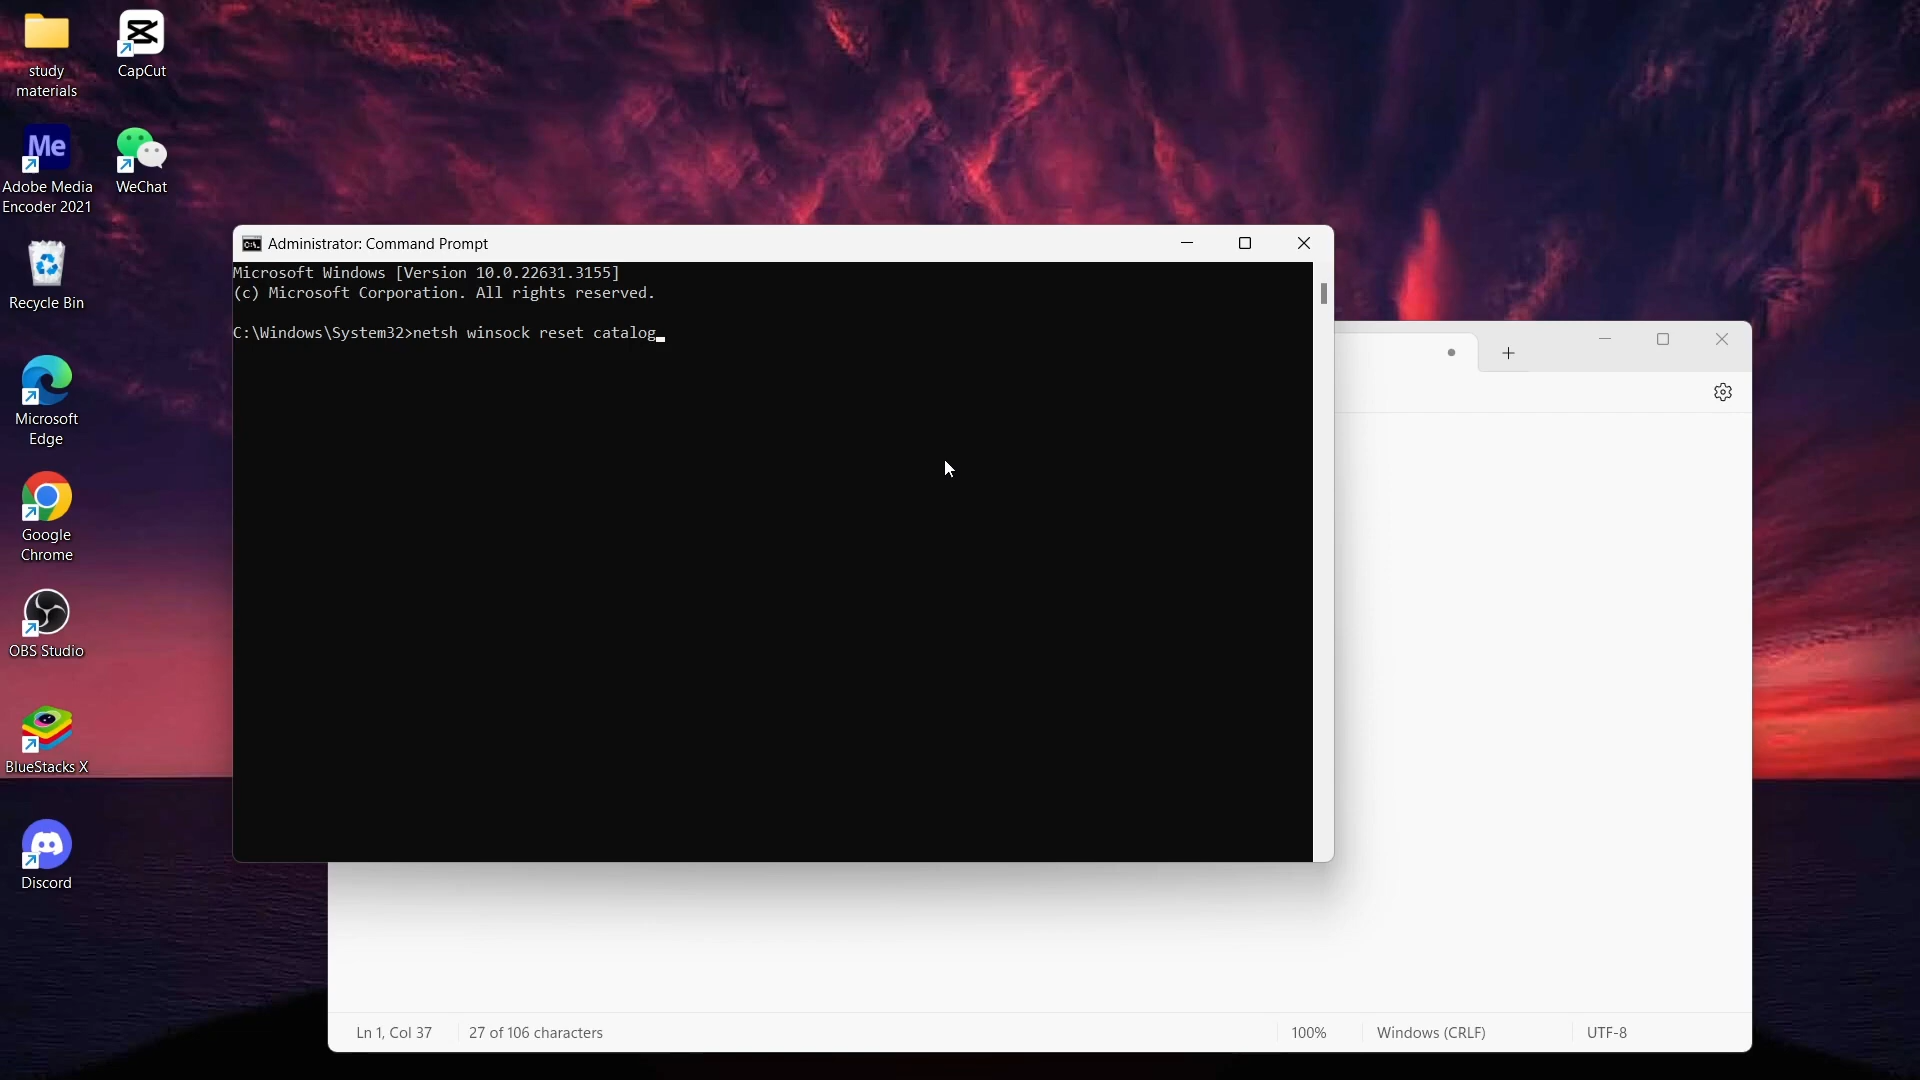 study
materials
CapCut
Me
Adobe Media
Encoder 2021
WeChat
Recycle Bin
Microsoft
Edge
Google
Chrome
OBS Studio
BlueStacks X
Discord
Administrator: Command Prompt
Microsoft Windows [Version 10.0.22631.3155]
(c) Microsoft Corporation. All rights reserved.
C:\Windows\System32>netsh winsock reset catalog
Ln 1, Col 37
27 of 106 characters
100%
Windows (CRLF)
UTF-8